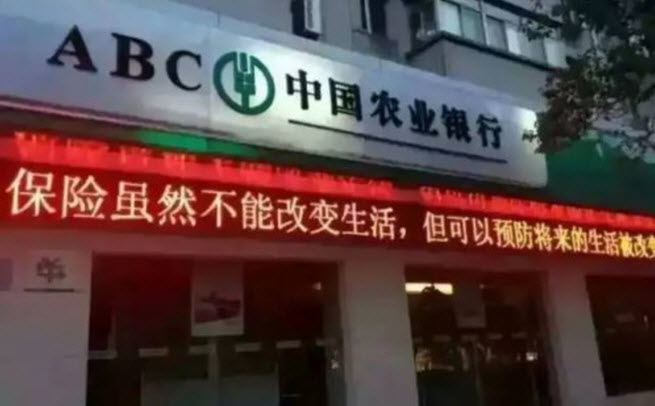 ABC 中国农业银行
保险虽然不能改变生活，但可以预防将来的生活被改变